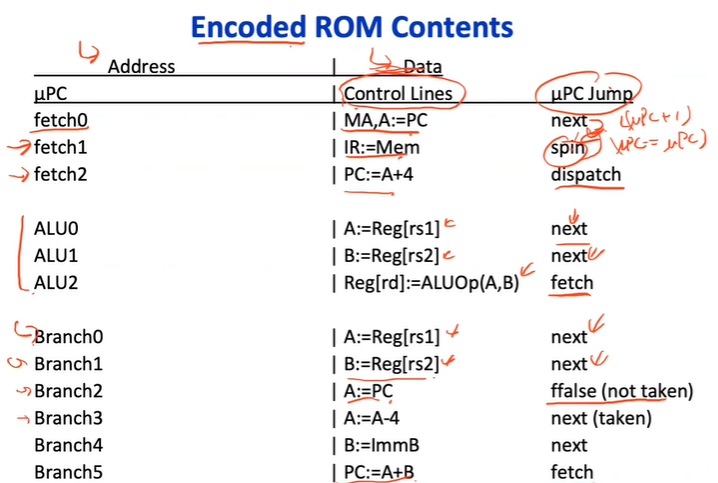 Encoded ROM Contents
Address | Data
μPC | Control Lines μPC Jump
fetch0 | MA,A:=PC next (μPC+1)
fetch1 | IR:=Mem spin μPC=μPC)
fetch2 | PC:=A+4 dispatch
ALU0 | A:=Reg[rs1] next
ALU1 | B:=Reg[rs2] next
ALU2 | Reg[rd]:=ALUOp(A,B) fetch
Branch0 | A:=Reg[rs1] next
Branch1 | B:=Reg[rs2] next
Branch2 | A:=PC ffalse (not taken)
Branch3 | A:=A-4 next (taken)
Branch4 | B:=ImmB next
Branch5 | PC:=A+B fetch